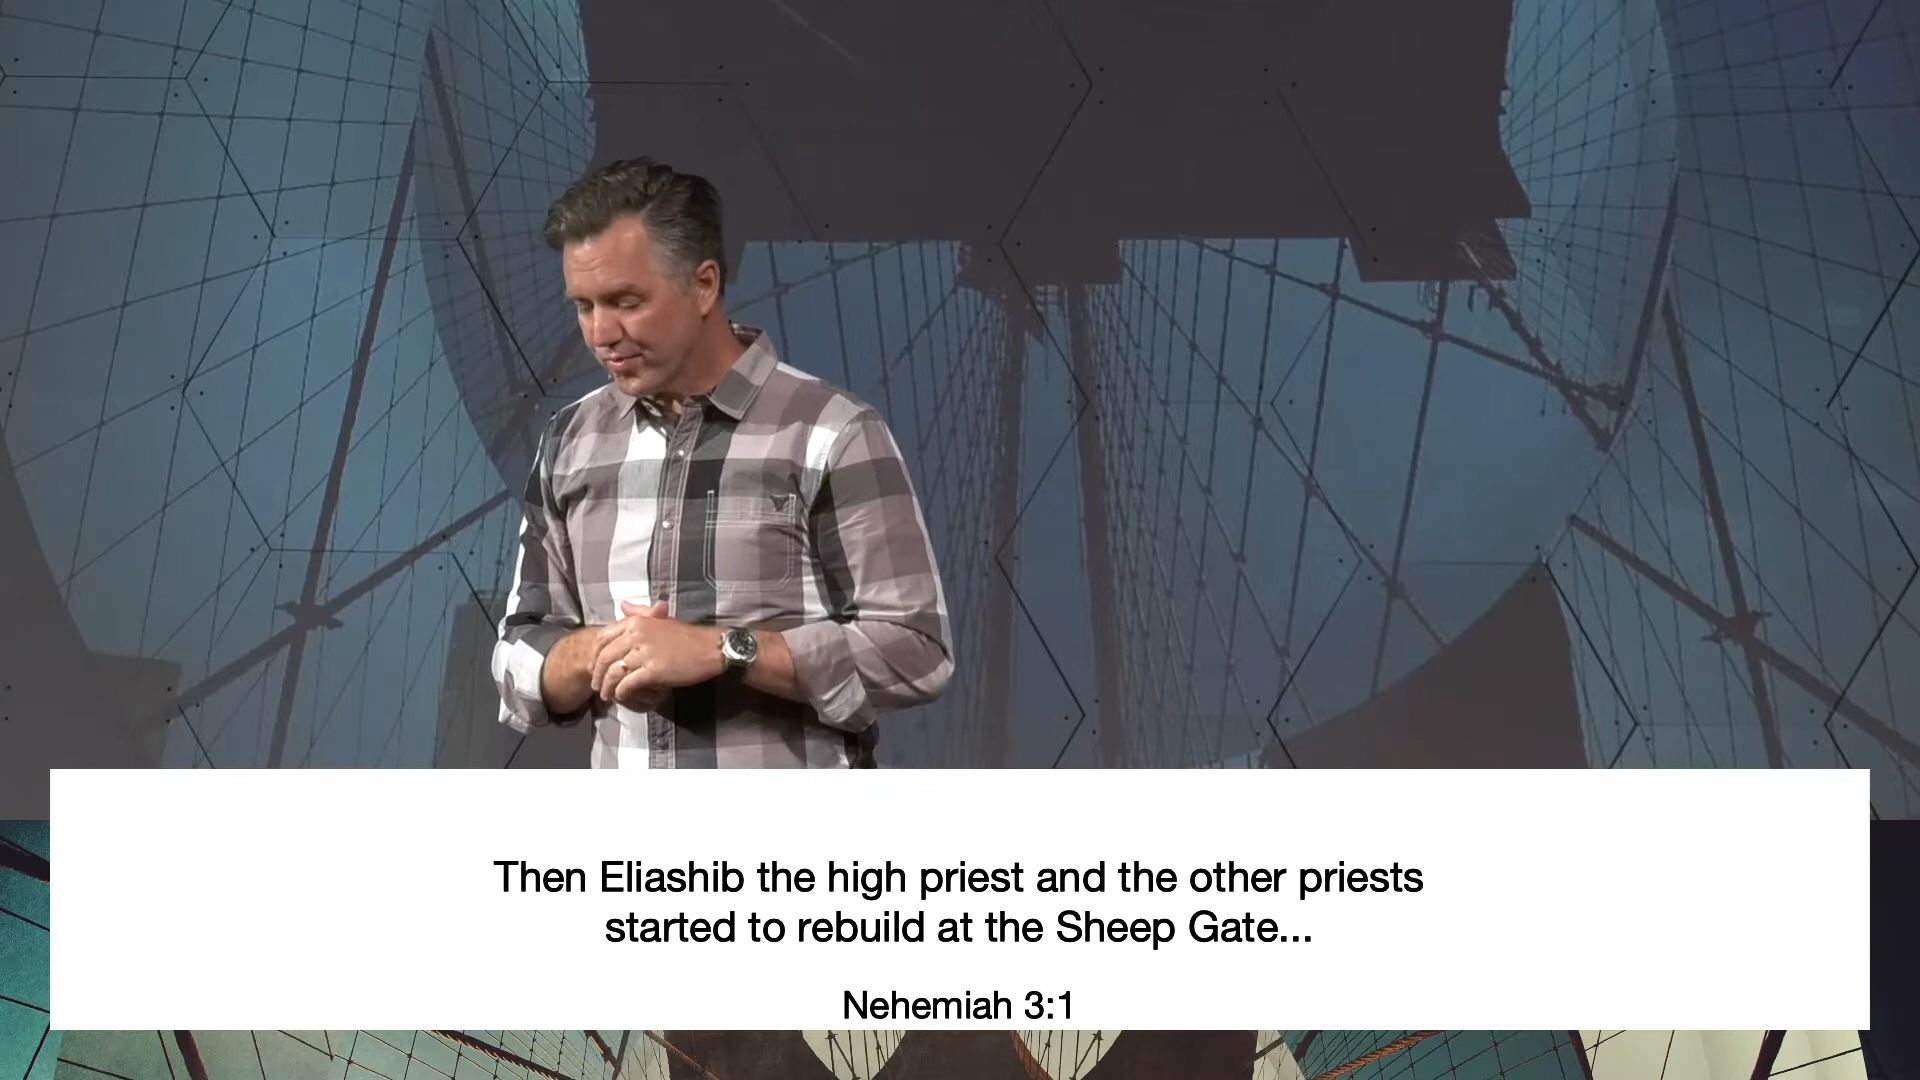 Then Eliashib the high priest and the other priests
started to rebuild at the Sheep Gate...
Nehemiah 3:1